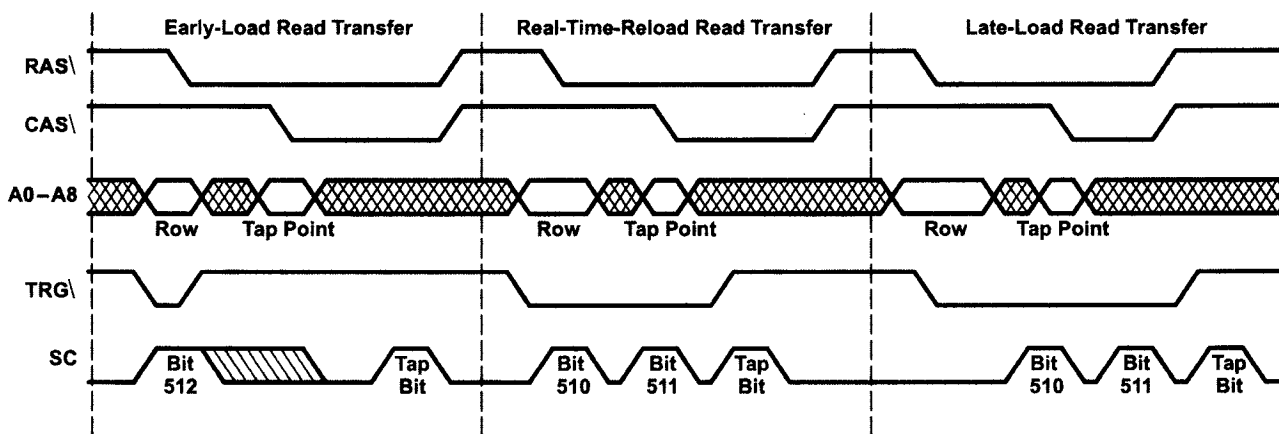 Early-Load Read Transfer
Real-Time-Reload Read Transfer
Late-Load Read Transfer
RAS\
CAS\
A0–A8
Row
Tap Point
Row
Tap Point
Row
Tap Point
TRG\
SC
Bit
512
Tap
Bit
Bit
510
Bit
511
Tap
Bit
Bit
510
Bit
511
Tap
Bit